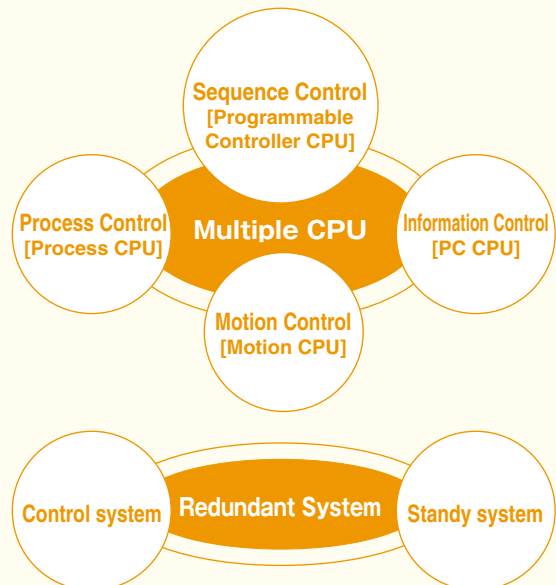 Sequence Control
[Programmable
Controller CPU]
Process Control
[Process CPU]
Multiple CPU
Information Control
[PC CPU]
Motion Control
[Motion CPU]
Control system
Redundant System
Standy system